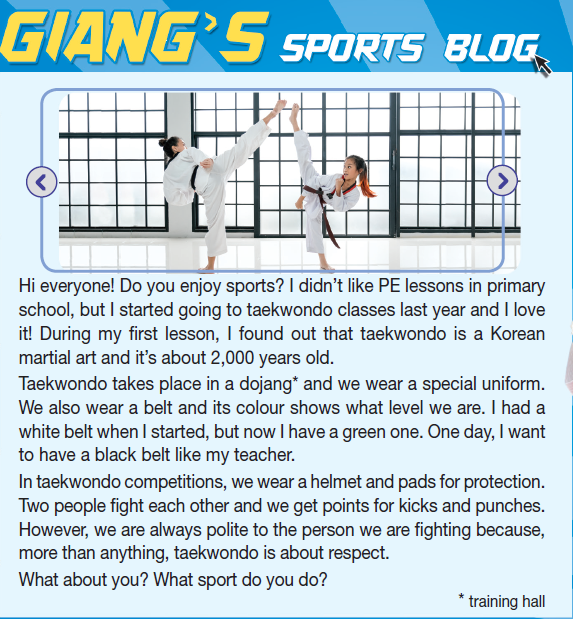 GIANG'S SPORTS BLOG
Hi everyone! Do you enjoy sports? I didn't like PE lessons in primary
school, but I started going to taekwondo classes last year and I love
it! During my first lesson, I found out that taekwondo is a Korean
martial art and it's about 2,000 years old.
Taekwondo takes place in a dojang* and we wear a special uniform.
We also wear a belt and its colour shows what level we are. I had a
white belt when I started, but now I have a green one. One day, I want
to have a black belt like my teacher.
In taekwondo competitions, we wear a helmet and pads for protection.
Two people fight each other and we get points for kicks and punches.
However, we are always polite to the person we are fighting because,
more than anything, taekwondo is about respect.
What about you? What sport do you do?
* training hall